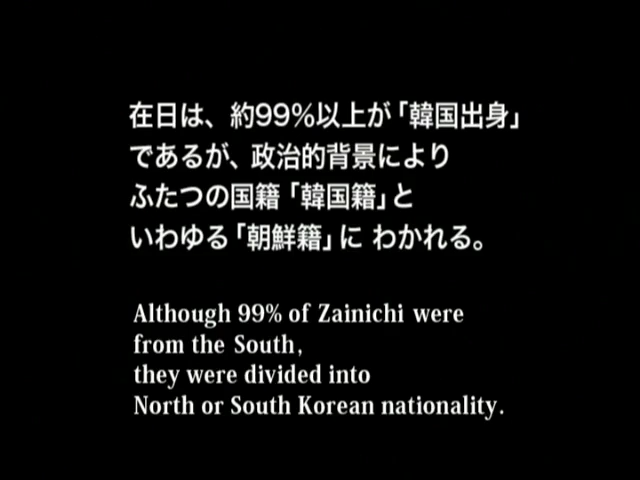 在日は、約99%以上が「韓国出身」
であるが、政治的背景により
ふたつの国籍「韓国籍」と
いわゆる「朝鮮籍」に わかれる。
Although 99% of Zainichi were
from the South,
they were divided into
North or South Korean nationality.